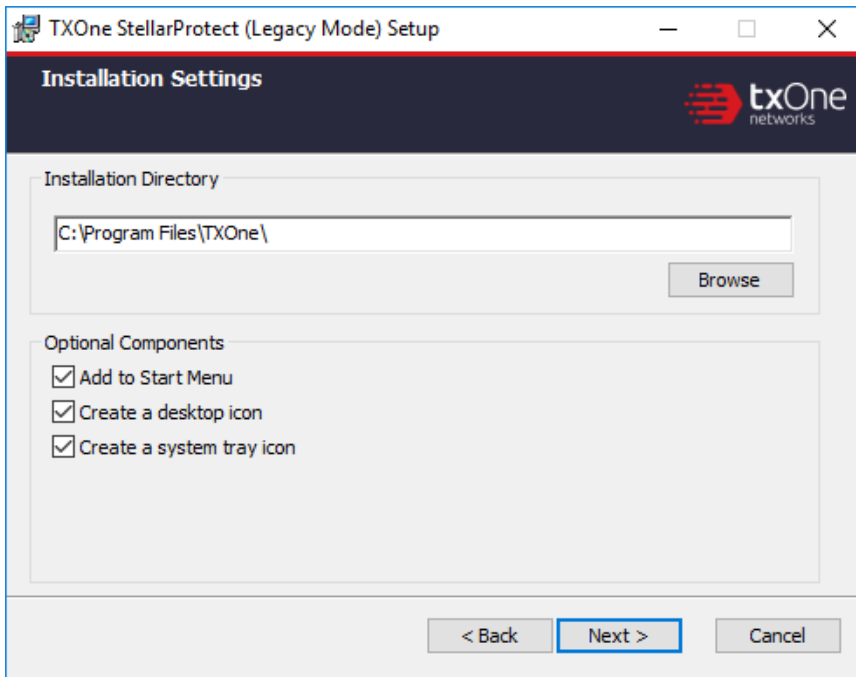 TXOne StellarProtect (Legacy Mode) Setup
Installation Settings
txOne
networks
Installation Directory
C:\Program Files\TXOne\
Browse
Optional Components
Add to Start Menu
Create a desktop icon
Create a system tray icon
< Back Next > Cancel